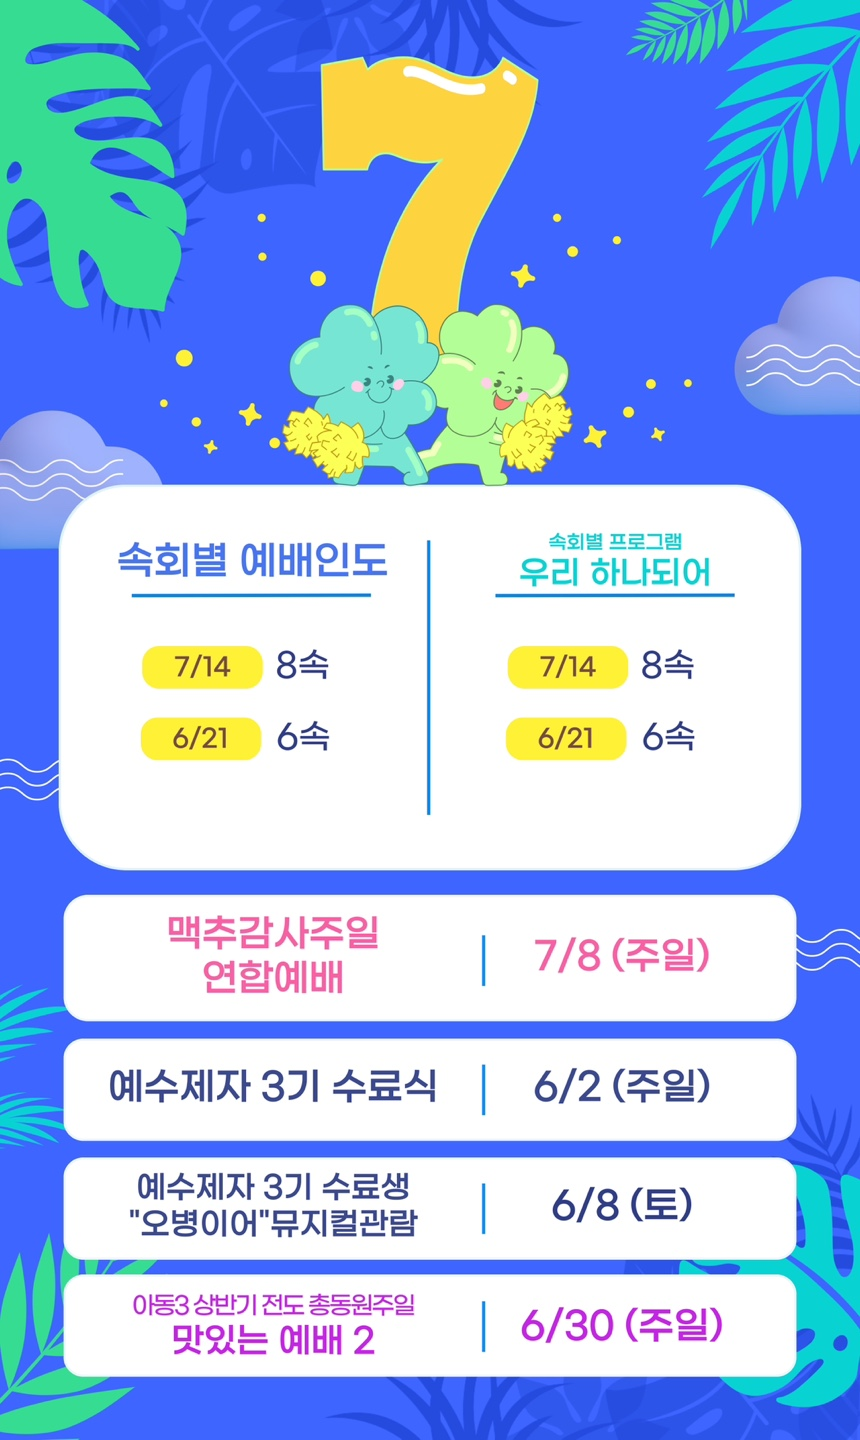 7
속회별 예배인도
7/14 8속
6/21 6속
속회별 프로그램
우리 하나되어
7/14 8속
6/21 6속
맥추감사주일
연합예배
7/8 (주일)
예수제자 3기 수료식
6/2 (주일)
예수제자 3기 수료생
"오병이어"뮤지컬관람
6/8 (토)
아동3 상반기 전도 총동원주일
맛있는 예배 2
6/30 (주일)